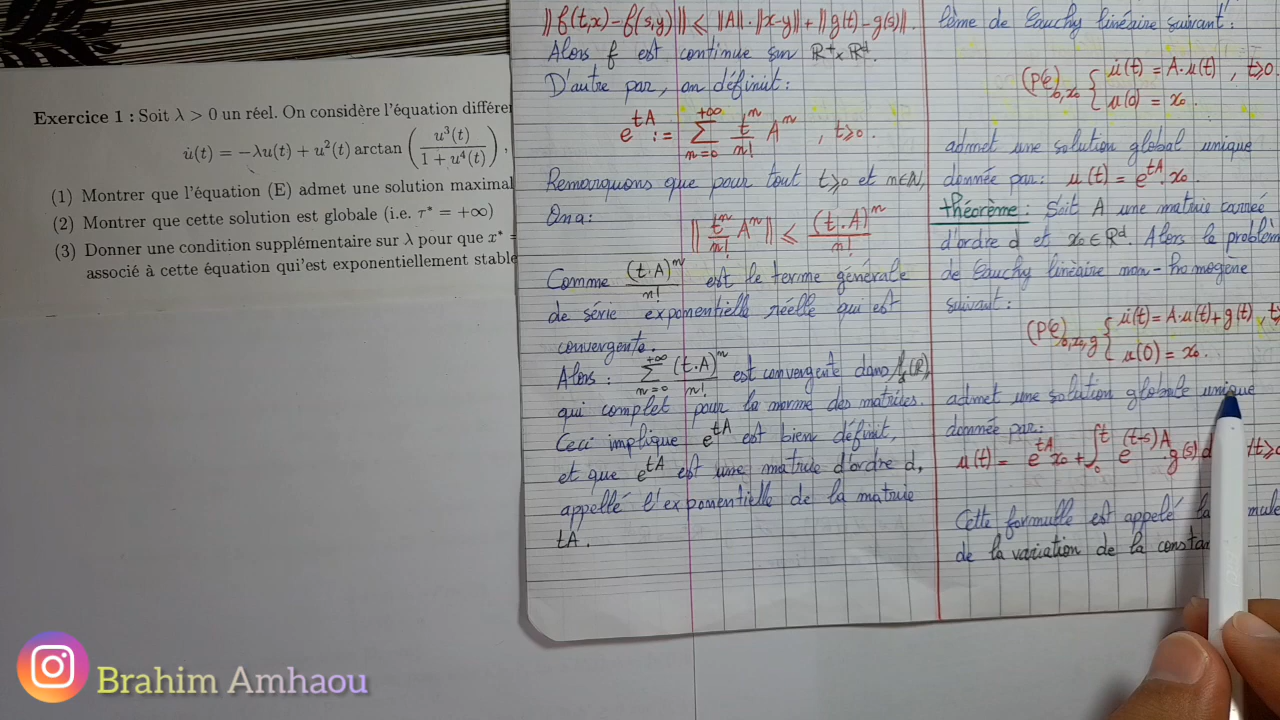 Exercice 1 : Soit λ > 0 un réel. On considère l'équation différen
u̇(t) = −λu(t) + u²(t) arctan ( u³(t) / (1 + u⁴(t)) ),
(1) Montrer que l'équation (E) admet une solution maximal
(2) Montrer que cette solution est globale (i.e. τ* = +∞)
(3) Donner une condition supplémentaire sur λ pour que x* =
associé à cette équation qui'est exponentiellement stable
‖f(t,x) − f(s,y)‖ ≤ ‖A‖·‖x−y‖ + ‖g(t) − g(s)‖.
Alors f est continue sur ℝ⁺×ℝᵈ.
D'autre par, on définit:
e^{tA} := Σ_{n=0}^{+∞} t^n/n! A^n , t≥0.
Remarquons que pour tout t≥0 et n∈ℕ,
On a:
‖ t^n/n! A^n ‖ ≤ (t.A)^n/n!
Comme (t.A)^n/n! est le terme générale
de série exponentielle réelle qui est
convergente.
Alors : Σ_{n=0}^{+∞} (t.A)^n/n! est convergente dans
qui complet pour la norme des matrices.
Ceci implique e^{tA} est bien définit,
et que e^{tA} est une matrice d'ordre d,
appellé l'exponentielle de la matrice
tA.
lème de Cauchy linéaire suivant:
(PC)_{0,x₀} { u̇(t) = A·u(t) , t≥0
u(0) = x₀.
admet une solution global unique
donnée par: u(t) = e^{tA}.x₀.
théorème: Soit A une matrice carrée
d'ordre d et x₀∈ℝᵈ. Alors le problèm
de Cauchy linéaire non-homogène
suivant:
(PC)_{0,x₀,g} { u̇(t) = A·u(t)+g(t)
u(0) = x₀.
admet une solution globale unique
donnée par:
u(t) = e^{tA}x₀ + ∫₀^t e^{(t−s)A}.g(s) d
Cette formulle est appelé la mule
de la variation de la constan
Brahim Amhaou